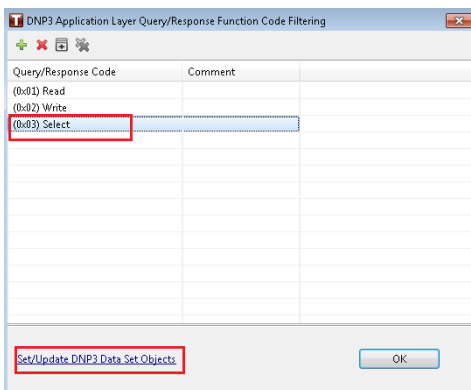 DNP3 Application Layer Query/Response Function Code Filtering
Query/Response Code Comment
(0x01) Read
(0x02) Write
(0x03) Select
Set/Update DNP3 Data Set Objects OK